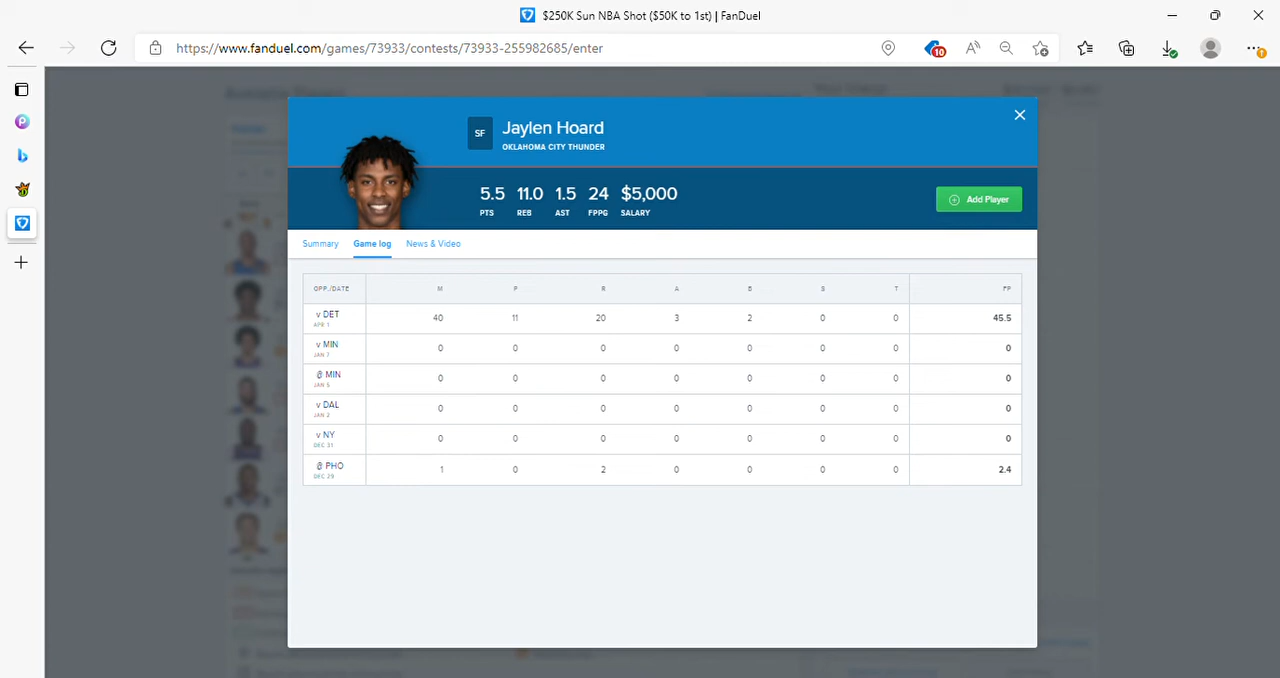 $250K Sun NBA Shot ($50K to 1st) | FanDuel
https://www.fanduel.com/games/73933/contests/73933-255982685/enter
10
SF
Jaylen Hoard
OKLAHOMA CITY THUNDER
5.5 11.0 1.5 24 $5,000
PTS REB AST FPPG SALARY
Add Player
Summary Game log News & Video
OPP./DATE M P R A B S T FP
v DET 40 11 20 3 2 0 0 45.5
APR 1
v MIN 0 0 0 0 0 0 0 0
JAN 7
@ MIN 0 0 0 0 0 0 0 0
JAN 5
v DAL 0 0 0 0 0 0 0 0
JAN 2
v NY 0 0 0 0 0 0 0 0
DEC 31
@ PHO 1 0 2 0 0 0 0 2.4
DEC 29